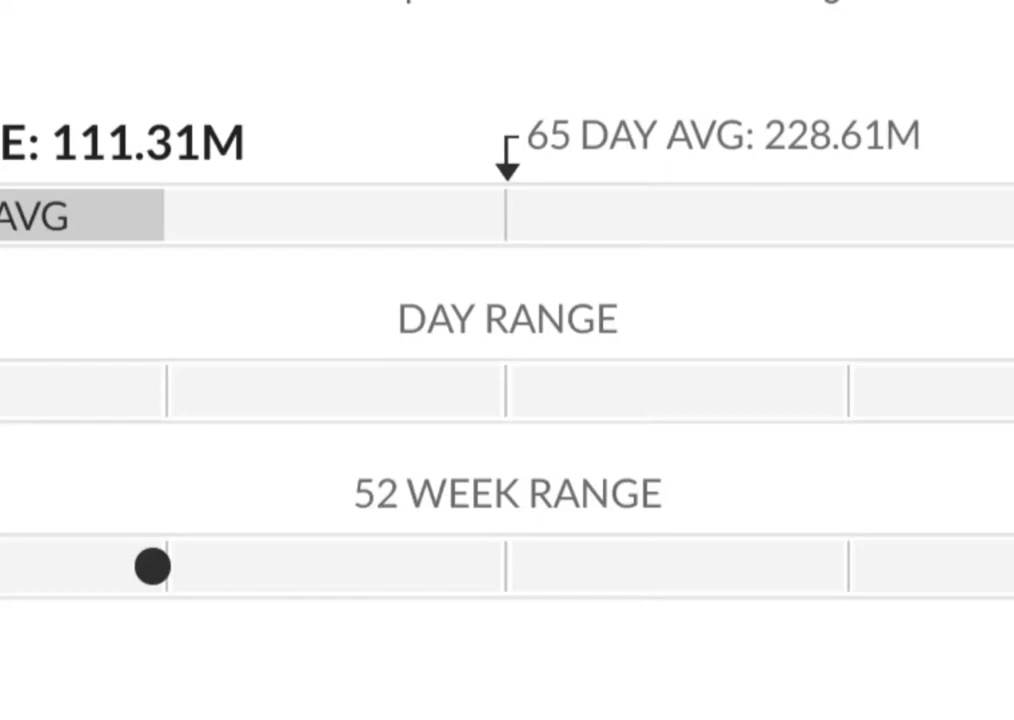 E: 111.31M
65 DAY AVG: 228.61M
AVG
DAY RANGE
52 WEEK RANGE